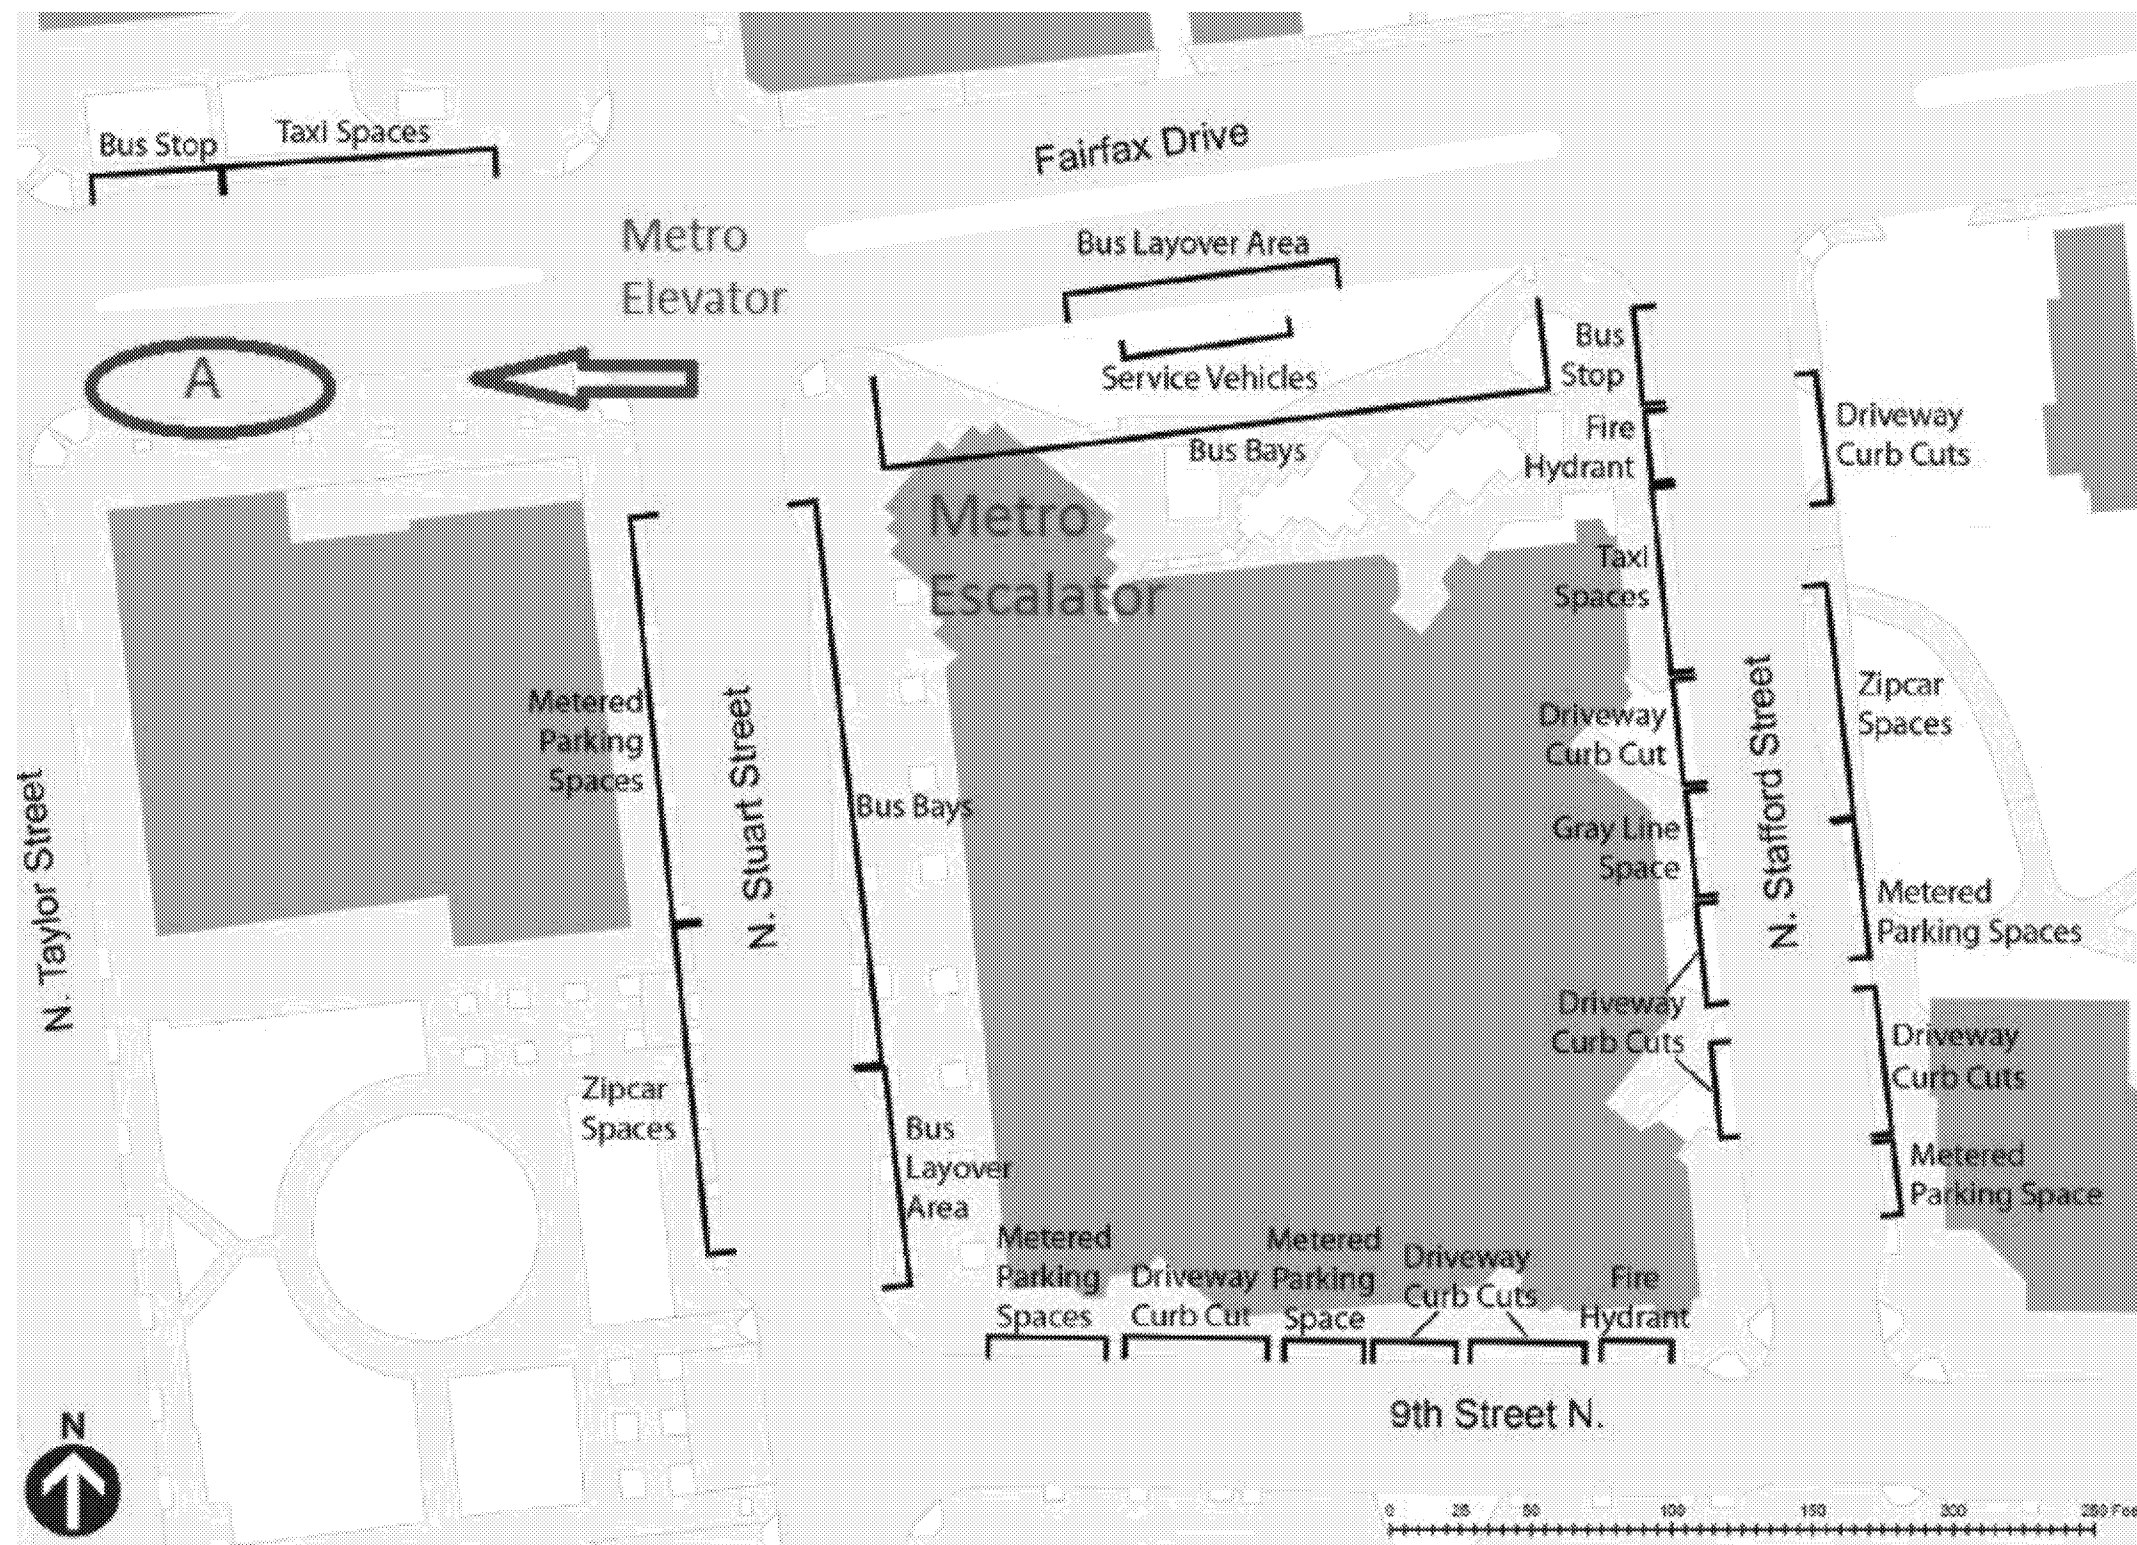 Bus Stop
Taxi Spaces
Fairfax Drive
Metro
Elevator
Bus Layover Area
Service Vehicles
Bus Bays
A
Bus
Stop
Fire
Hydrant
Driveway
Curb Cuts
Metro
Escalator
Taxi
Spaces
Metered
Parking
Spaces
N. Stuart Street
Bus Bays
Driveway
Curb Cut
N. Stafford Street
Zipcar
Spaces
N. Taylor Street
Gray Line
Space
Metered
Parking Spaces
Driveway
Curb Cuts
Driveway
Curb Cuts
Zipcar
Spaces
Bus
Layover
Area
Metered
Parking Space
Metered
Parking
Spaces
Driveway
Curb Cut
Metered
Parking
Space
Driveway
Curb Cuts
Fire
Hydrant
9th Street N.
N
0 25 50 100 150 200 250 Fee